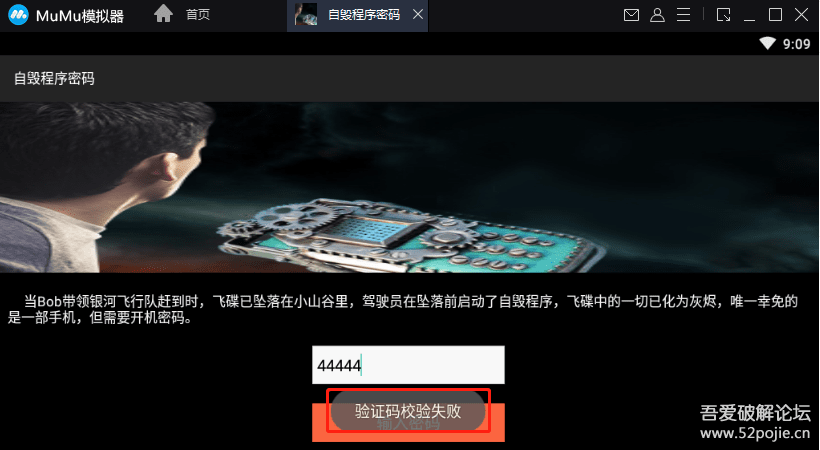 MuMu模拟器
首页
自毁程序密码
9:09
自毁程序密码
当Bob带领银河飞行队赶到时，飞碟已坠落在小山谷里，驾驶员在坠落前启动了自毁程序，飞碟中的一切已化为灰烬，唯一幸免的
是一部手机，但需要开机密码。
44444
验证码校验失败
输入密码
吾爱破解论坛
www.52pojie.cn